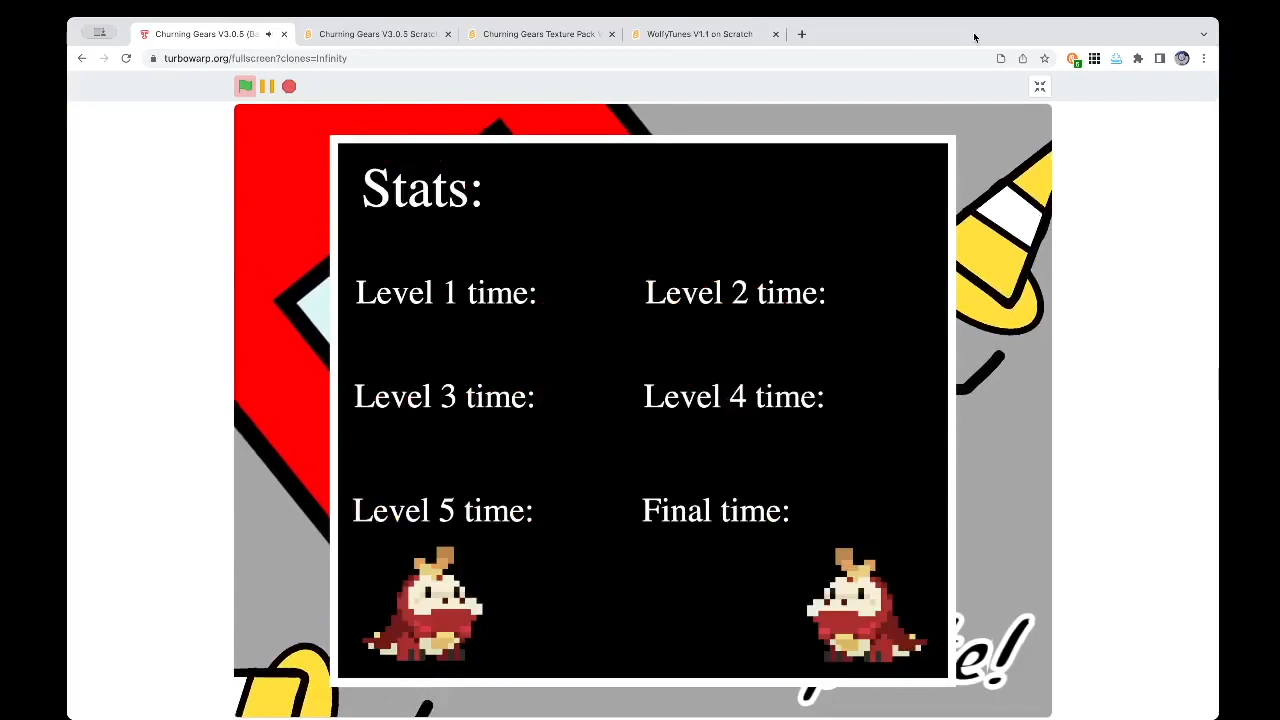 Churning Gears V3.0.5 (Ba
Churning Gears V3.0.5 Scratc
Churning Gears Texture Pack V
WolfyTunes V1.1 on Scratch
turbowarp.org/fullscreen?clones=Infinity
Stats:
Level 1 time: Level 2 time:
Level 3 time: Level 4 time:
Level 5 time: Final time:
e!